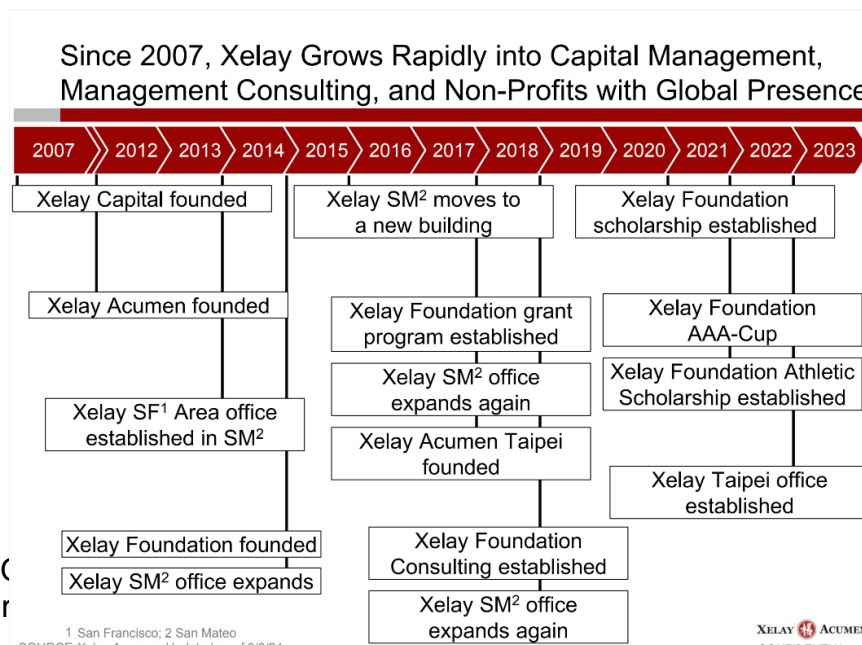 Since 2007, Xelay Grows Rapidly into Capital Management,
Management Consulting, and Non-Profits with Global Presence
2007 2012 2013 2014 2015 2016 2017 2018 2019 2020 2021 2022 2023
Xelay Capital founded
Xelay Acumen founded
Xelay SF¹ Area office
established in SM²
Xelay Foundation founded
Xelay SM² office expands
Xelay SM² moves to
a new building
Xelay Foundation grant
program established
Xelay SM² office
expands again
Xelay Acumen Taipei
founded
Xelay Foundation
Consulting established
Xelay SM² office
expands again
Xelay Foundation
scholarship established
Xelay Foundation
AAA-Cup
Xelay Foundation Athletic
Scholarship established
Xelay Taipei office
established
1 San Francisco; 2 San Mateo
XELAY ACUMEN